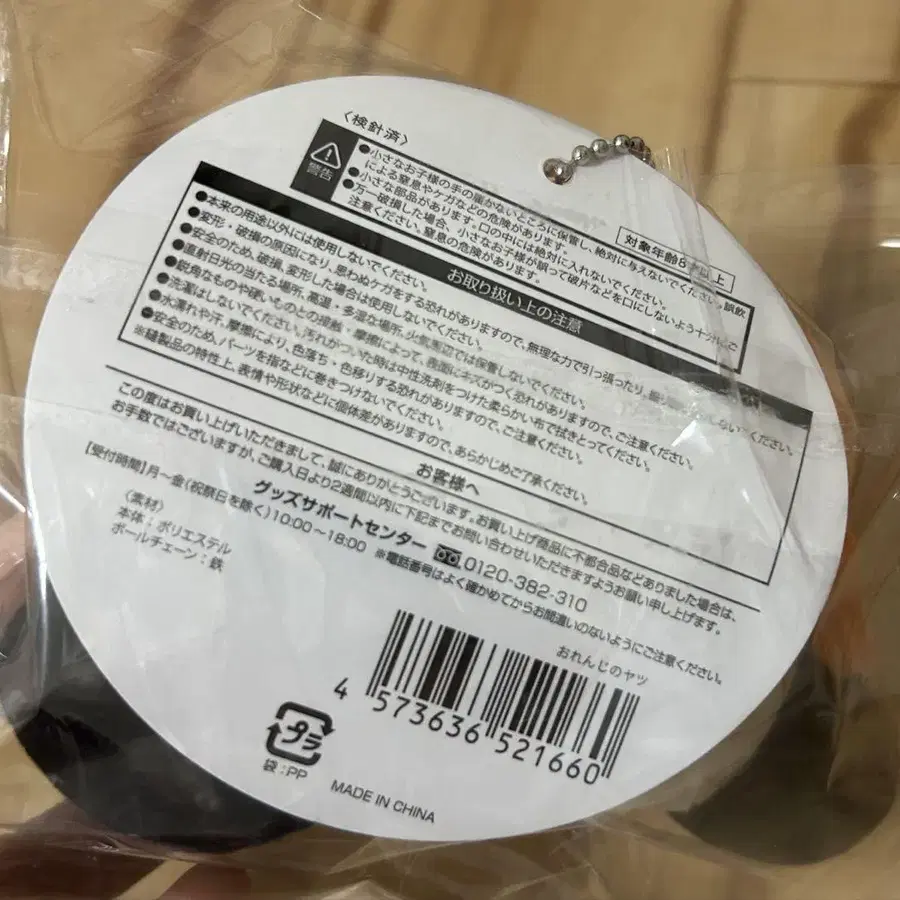 〈検針済〉
対象年齢8才以上
警告
●小さなお子様の手の届かないところに保管し、絶対に与えないでください。誤飲
による窒息やケガなどの危険があります。
●小さな部品があります。口の中には絶対に入れないでください。
●万一破損した場合、小さなお子様が誤って破片などを口にしないよう十分にご
注意ください。窒息の危険があります。
お取り扱い上の注意
●本来の用途以外には使用しないでください。
●変形・破損の原因になり、思わぬケガをする恐れがありますので、無理な力で引っ張ったり、振り
しないでください。
●安全のため、破損、変形した場合は使用しないでください。
●直射日光の当たる場所、高温・多湿な場所、火気周辺では保管しないでください。
●鋭角なものや硬いものとの接触・摩擦によって、表面にキズがつく恐れがありますので、ご注意ください。
●洗濯はしないでください。汚れがついた時は中性洗剤をつけた柔らかい布で拭きとってください。
●水濡れや汗、摩擦により、色落ち・色移りする恐れがありますので、ご注意ください。
●安全のため、パーツを指などに巻きつけないでください。
※縫製品の特性上、表情や形状などに個体差がありますので、あらかじめご了承ください。
お客様へ
この度はお買い上げいただきまして、誠にありがとうございます。お買い上げ商品に不都合品などありました場合は、
お手数ではございますが、ご購入日より2週間以内に下記までお問い合わせいただきますようお願い申し上げます。
グッズサポートセンター 0120-382-310
【受付時間】月～金(祝祭日を除く)10:00～18:00 ※電話番号はよく確かめてからお間違いのないようにご注意ください。
〈素材〉
本体：ポリエステル
ボールチェーン：鉄
おれんじのヤツ
4 573636 521660
プラ
袋：PP
MADE IN CHINA